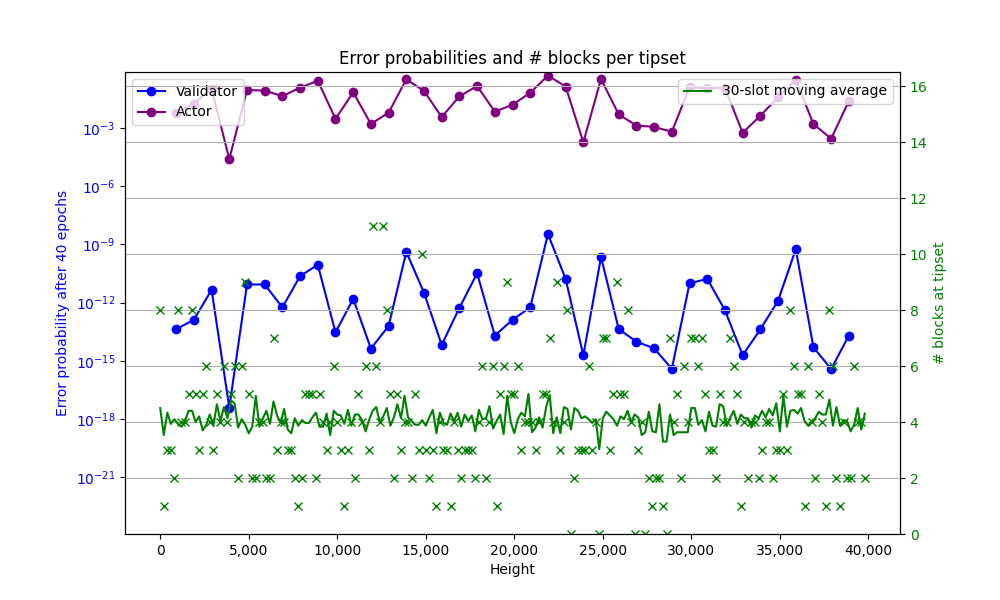 Error probabilities and # blocks per tipset
Validator
Actor
30-slot moving average
Error probability after 40 epochs
10⁻³
10⁻⁶
10⁻⁹
10⁻¹²
10⁻¹⁵
10⁻¹⁸
10⁻²¹
16
14
12
10
8
6
4
2
0
# blocks at tipset
0 5,000 10,000 15,000 20,000 25,000 30,000 35,000 40,000
Height